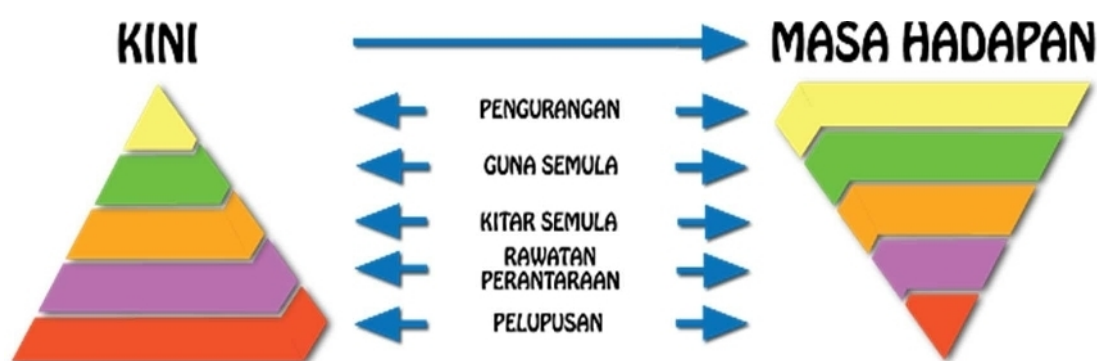 KINI
MASA HADAPAN
PENGURANGAN
GUNA SEMULA
KITAR SEMULA
RAWATAN
PERANTARAAN
PELUPUSAN